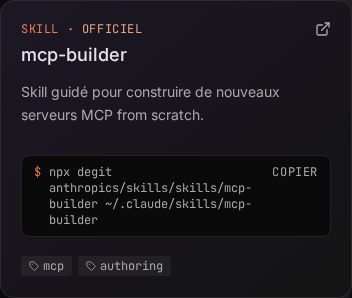 SKILL · OFFICIEL
mcp-builder
Skill guidé pour construire de nouveaux
serveurs MCP from scratch.
$ npx degit COPIER
anthropics/skills/skills/mcp-
builder ~/.claude/skills/mcp-
builder
mcp authoring